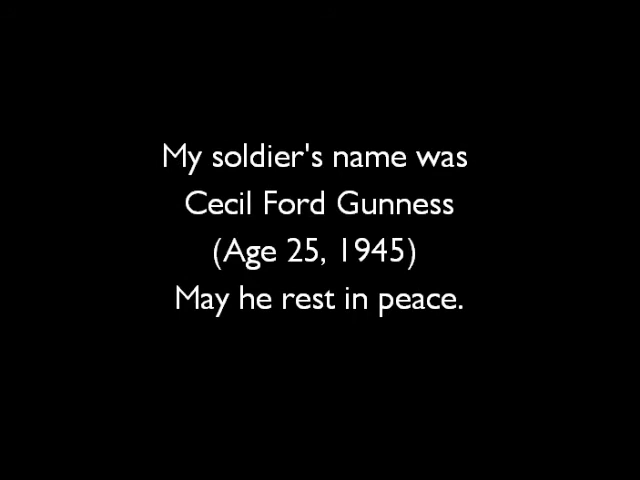 My soldier's name was
Cecil Ford Gunness
(Age 25, 1945)
May he rest in peace.